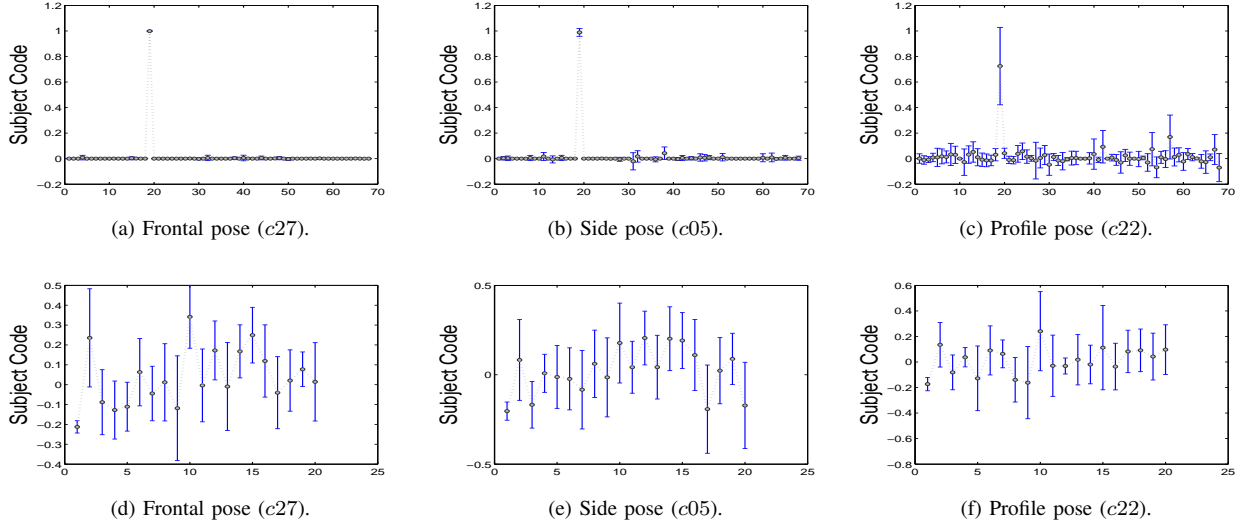 Subject Code
1.2
1
0.8
0.6
0.4
0.2
0
−0.2
0 10 20 30 40 50 60 70
(a) Frontal pose (c27).
Subject Code
1.2
1
0.8
0.6
0.4
0.2
0
−0.2
0 10 20 30 40 50 60 70
(b) Side pose (c05).
Subject Code
1.2
1
0.8
0.6
0.4
0.2
0
−0.2
0 10 20 30 40 50 60 70
(c) Profile pose (c22).
Subject Code
0.5
0.4
0.3
0.2
0.1
0
−0.1
−0.2
−0.3
−0.4
0 5 10 15 20 25
(d) Frontal pose (c27).
Subject Code
0.5
0
−0.5
0 5 10 15 20 25
(e) Side pose (c05).
Subject Code
0.6
0.4
0.2
0
−0.2
−0.4
−0.6
−0.8
0 5 10 15 20 25
(f) Profile pose (c22).